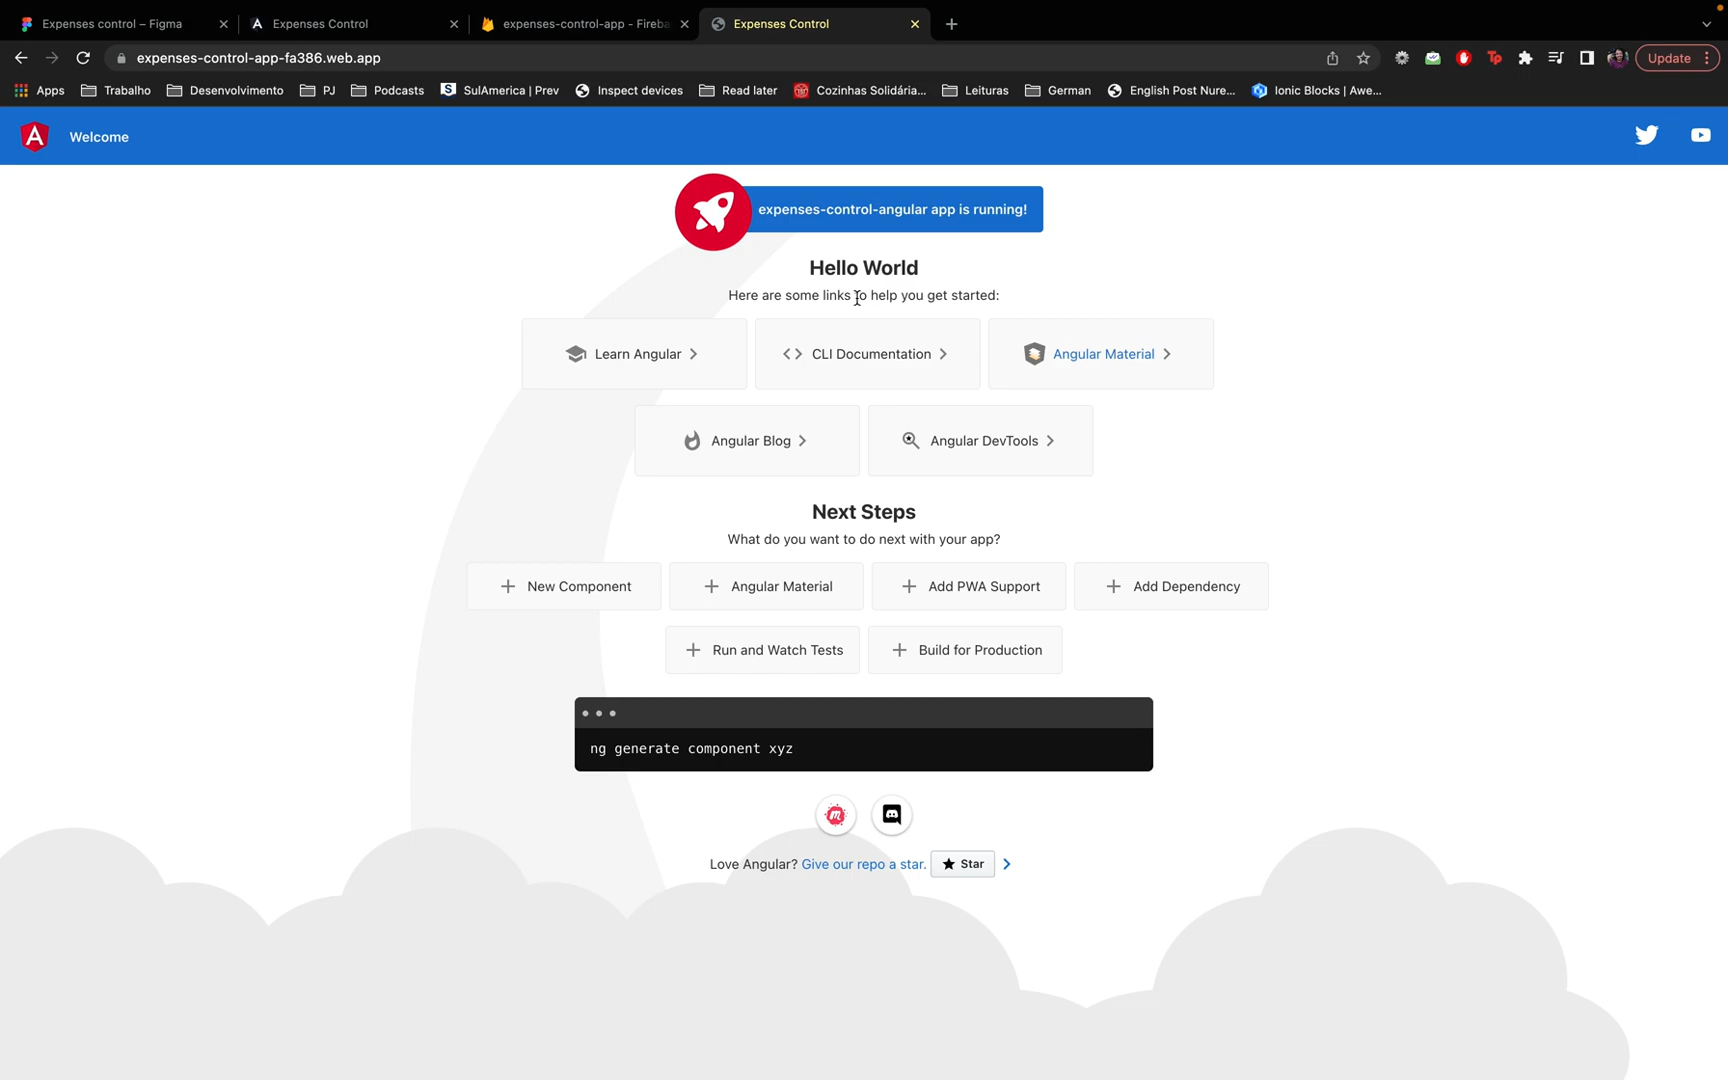 Expenses control – Figma
Expenses Control
expenses-control-app - Fireba
Expenses Control
expenses-control-app-fa386.web.app
Tp
Update
Apps
Trabalho
Desenvolvimento
PJ
Podcasts
SulAmerica | Prev
Inspect devices
Read later
Cozinhas Solidária...
Leituras
German
English Post Nure...
Ionic Blocks | Awe...
Welcome
expenses-control-angular app is running!
Hello World
Here are some links to help you get started:
Learn Angular
CLI Documentation
Angular Material
Angular Blog
Angular DevTools
Next Steps
What do you want to do next with your app?
New Component
Angular Material
Add PWA Support
Add Dependency
Run and Watch Tests
Build for Production
ng generate component xyz
Love Angular? Give our repo a star. Star